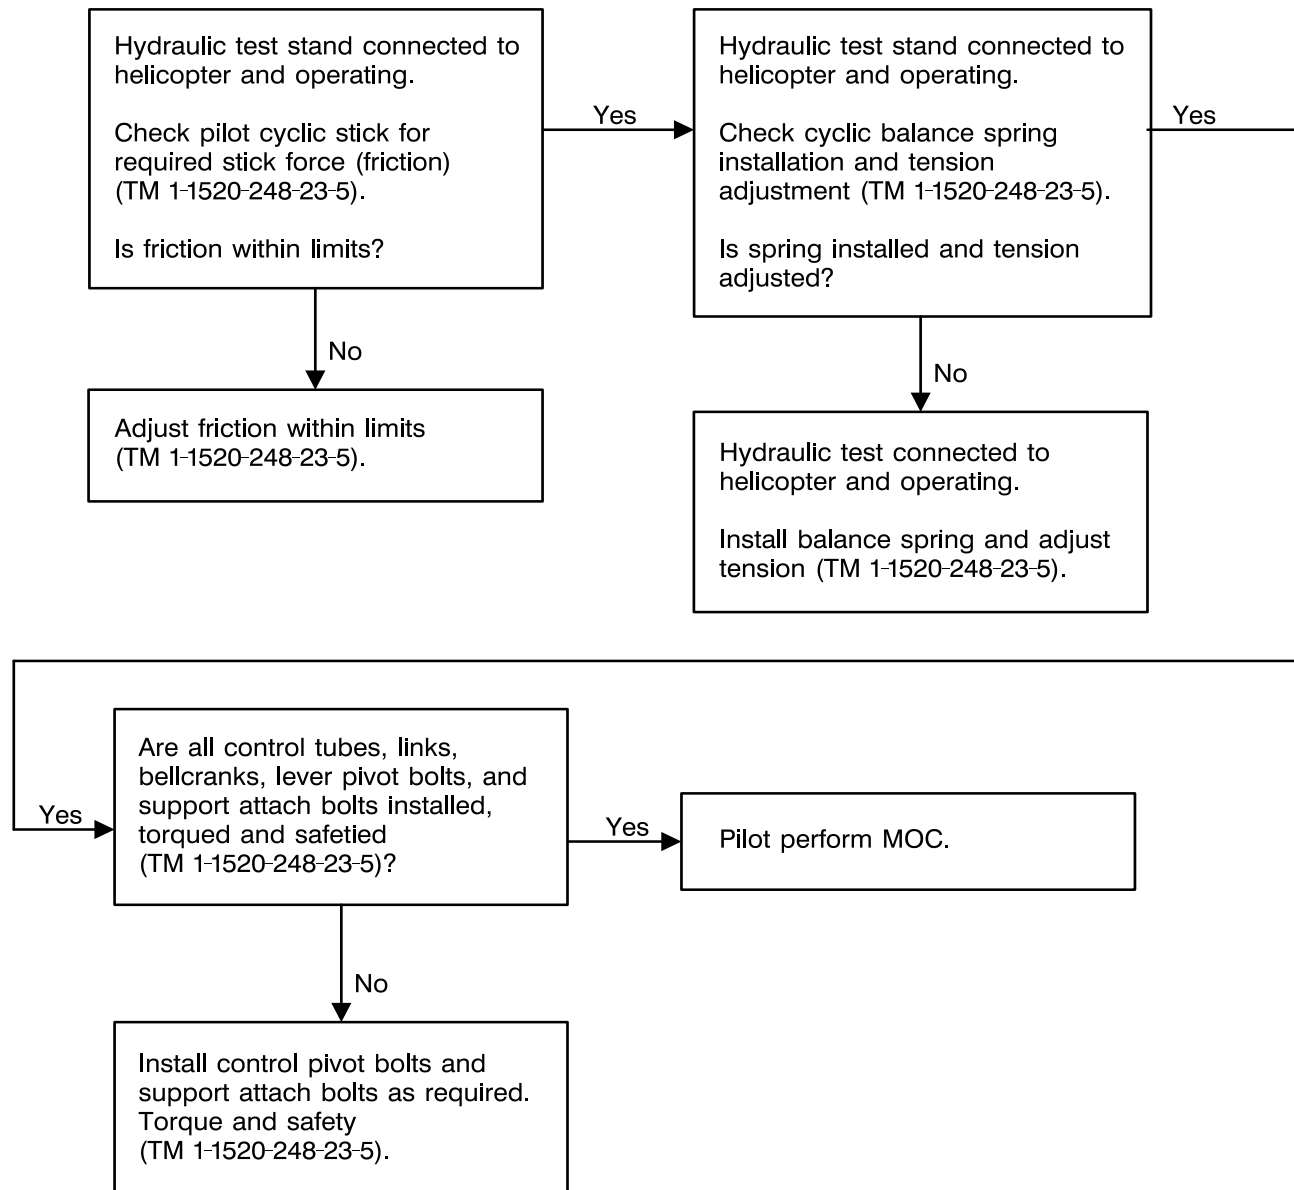 Hydraulic test stand connected to
helicopter and operating.
Check pilot cyclic stick for
required stick force (friction)
(TM 1-1520-248-23-5).
Is friction within limits?
Yes
Hydraulic test stand connected to
helicopter and operating.
Check cyclic balance spring
installation and tension
adjustment (TM 1-1520-248-23-5).
Is spring installed and tension
adjusted?
Yes
No
Adjust friction within limits
(TM 1-1520-248-23-5).
No
Hydraulic test connected to
helicopter and operating.
Install balance spring and adjust
tension (TM 1-1520-248-23-5).
Yes
Are all control tubes, links,
bellcranks, lever pivot bolts, and
support attach bolts installed,
torqued and safetied
(TM 1-1520-248-23-5)?
Yes
Pilot perform MOC.
No
Install control pivot bolts and
support attach bolts as required.
Torque and safety
(TM 1-1520-248-23-5).